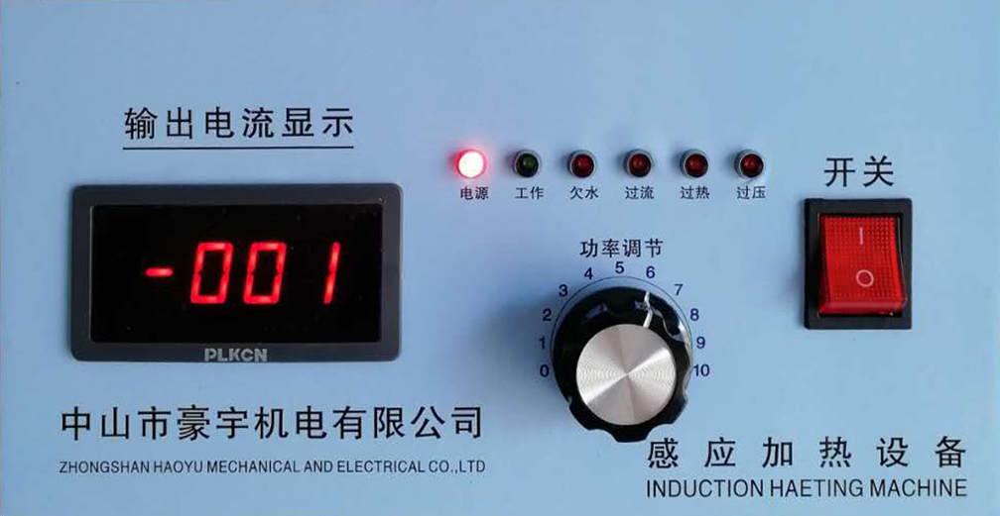 输出电流显示
-001
PLKCN
电源 工作 欠水 过流 过热 过压
开关
I
O
功率调节
0 1 2 3 4 5 6 7 8 9 10
中山市豪宇机电有限公司
ZHONGSHAN HAOYU MECHANICAL AND ELECTRICAL CO.,LTD
感应加热设备
INDUCTION HAETING MACHINE